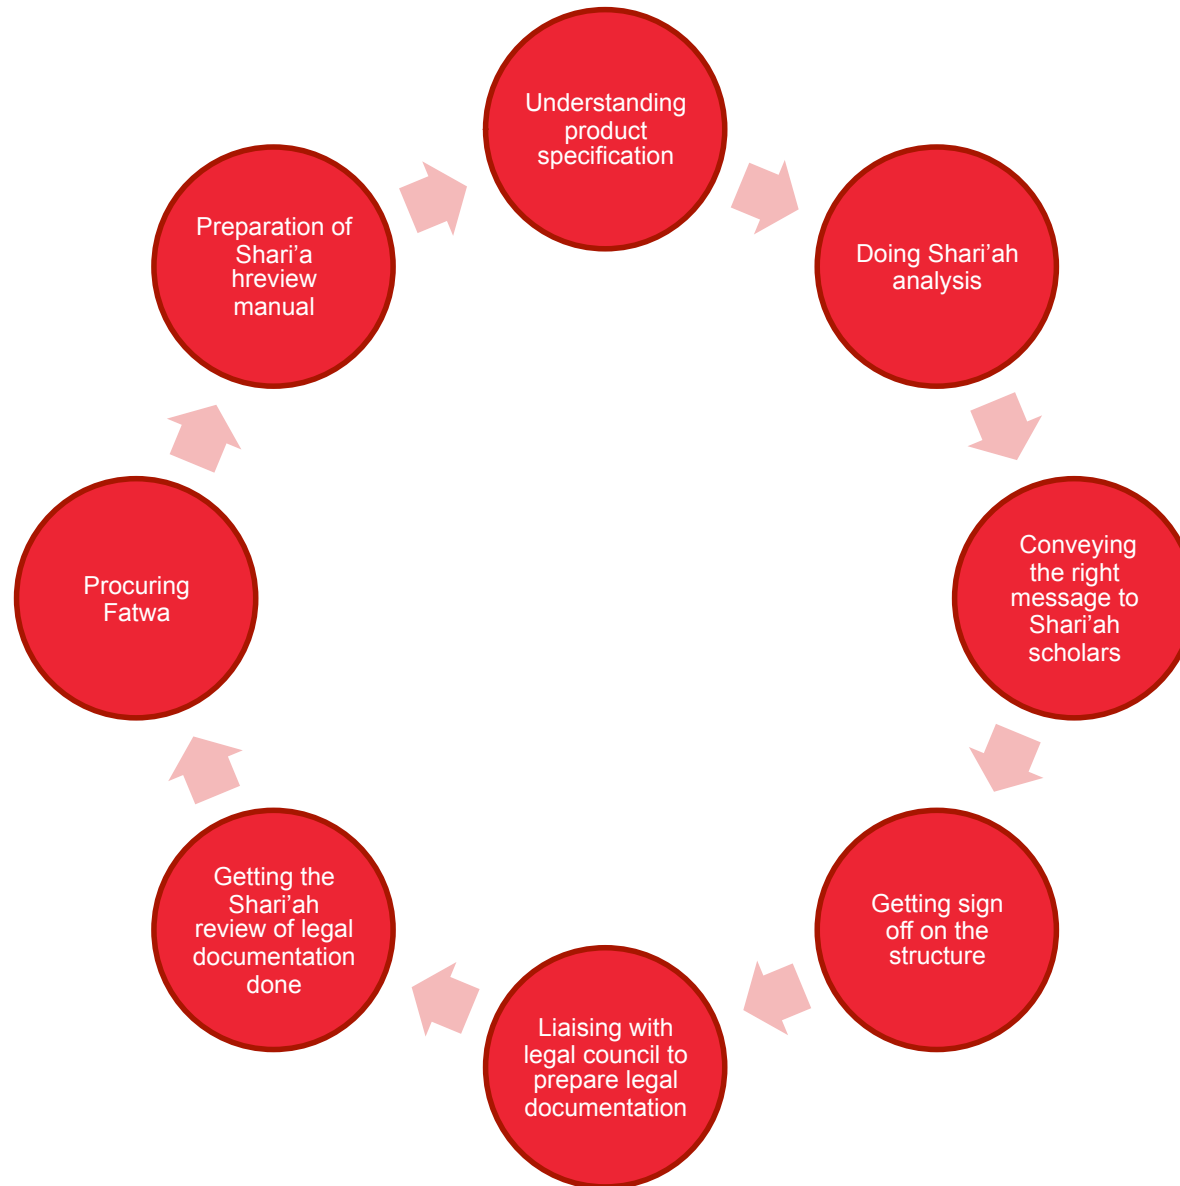 Understanding
product
specification
Doing Shari’ah
analysis
Conveying
the right
message to
Shari’ah
scholars
Getting sign
off on the
structure
Liaising with
legal council to
prepare legal
documentation
Getting the
Shari’ah
review of legal
documentation
done
Procuring
Fatwa
Preparation of
Shari’a
hreview
manual